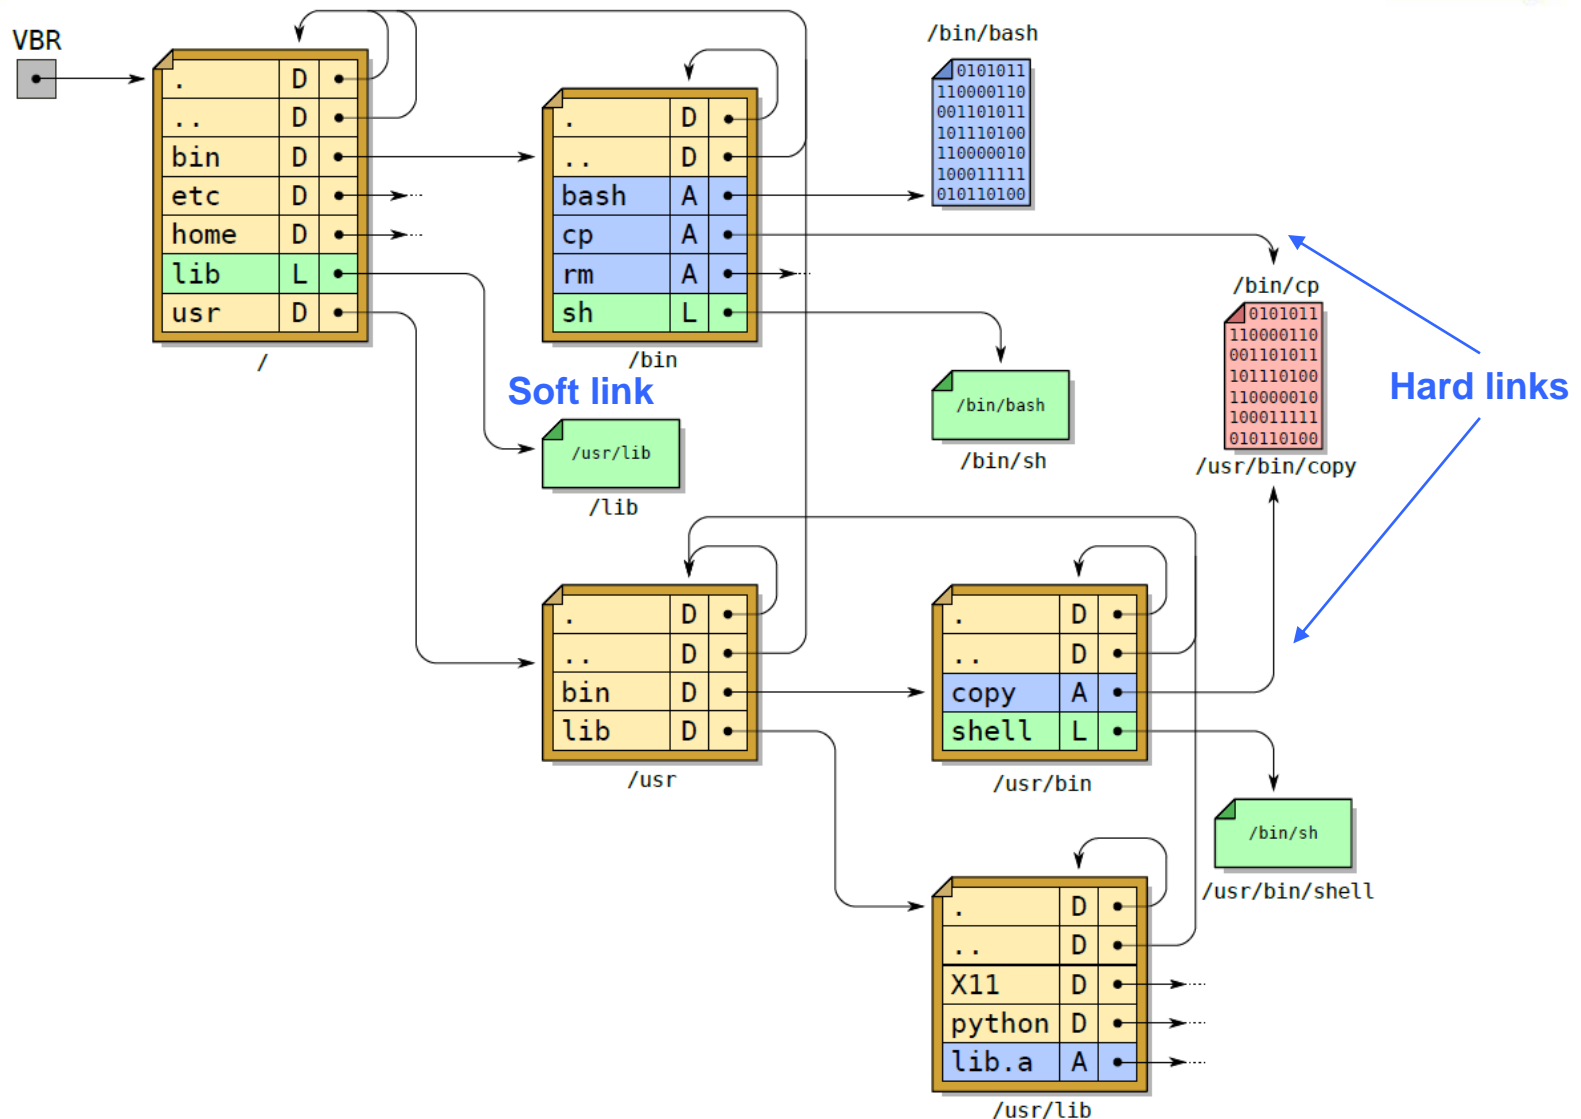 VBR
. D
.. D
bin D
etc D
home D
lib L
usr D
/
. D
.. D
bash A
cp A
rm A
sh L
/bin
/bin/bash
0101011
110000110
001101011
101110100
110000010
100011111
010110100
/bin/cp
0101011
110000110
001101011
101110100
110000010
100011111
010110100
/usr/bin/copy
Hard links
Soft link
/usr/lib
/lib
/bin/bash
/bin/sh
. D
.. D
bin D
lib D
/usr
. D
.. D
copy A
shell L
/usr/bin
/bin/sh
/usr/bin/shell
. D
.. D
X11 D
python D
lib.a A
/usr/lib